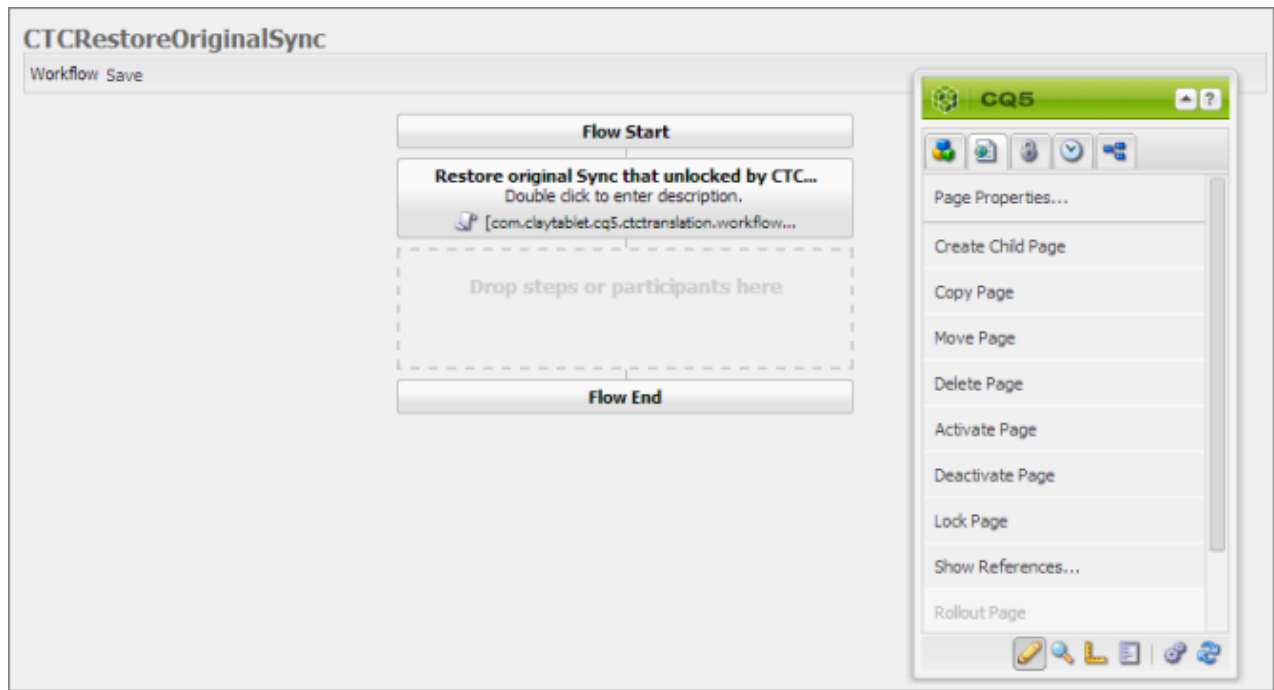 CTCRestoreOriginalSync
Workflow Save
Flow Start
Restore original Sync that unlocked by CTC...
Double click to enter description.
[com.claytablet.cq5.ctctranslation.workflow...
Drop steps or participants here
Flow End
CQ5
?
Page Properties...
Create Child Page
Copy Page
Move Page
Delete Page
Activate Page
Deactivate Page
Lock Page
Show References...
Rollout Page